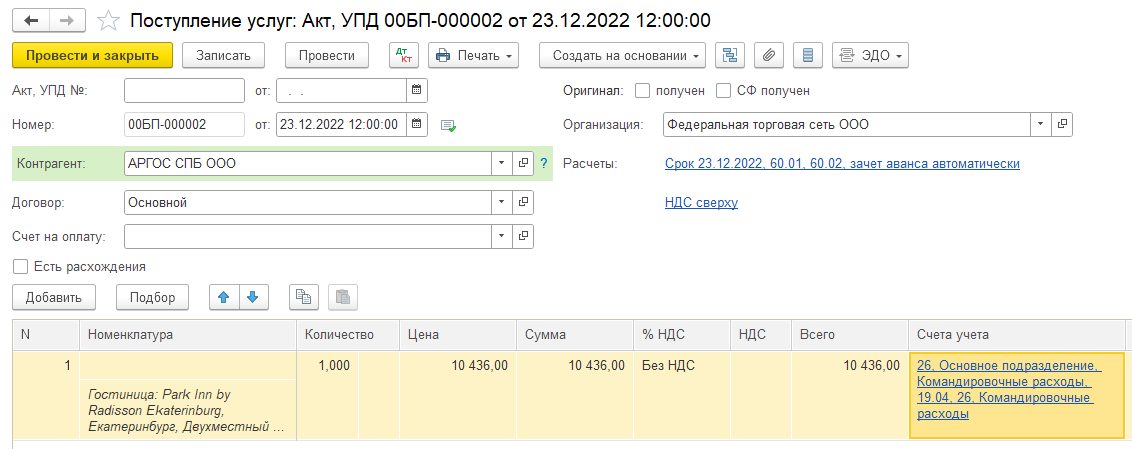 Поступление услуг: Акт, УПД 00БП-000002 от 23.12.2022 12:00:00
Провести и закрыть Записать Провести Дт Кт Печать Создать на основании ЭДО
Акт, УПД №: от: . . Оригинал: получен СФ получен
Номер: 00БП-000002 от: 23.12.2022 12:00:00 Организация: Федеральная торговая сеть ООО
Контрагент: АРГОС СПБ ООО ? Расчеты: Срок 23.12.2022, 60.01, 60.02, зачет аванса автоматически
Договор: Основной НДС сверху
Счет на оплату:
Есть расхождения
Добавить Подбор
N Номенклатура Количество Цена Сумма % НДС НДС Всего Счета учета
1 1,000 10 436,00 10 436,00 Без НДС 10 436,00 26, Основное подразделение,
Командировочные расходы,
Гостиница: Park Inn by 19.04, 26, Командировочные
Radisson Ekaterinburg, расходы
Екатеринбург, Двухместный ...